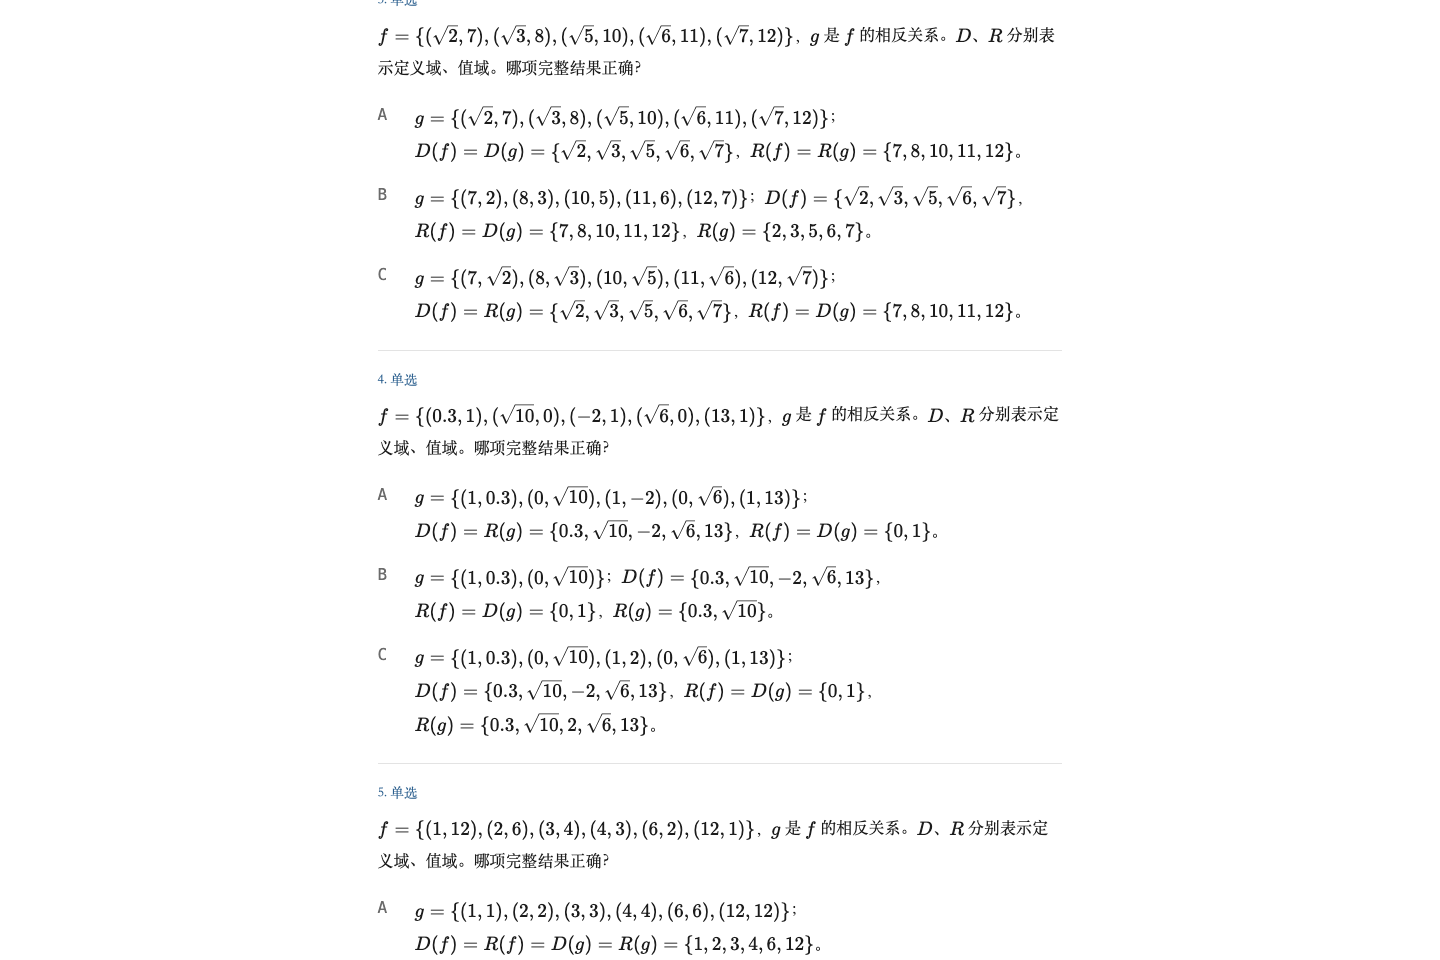 3. 单选
f = {(√2, 7), (√3, 8), (√5, 10), (√6, 11), (√7, 12)}, g 是 f 的相反关系。D、R 分别表
示定义域、值域。哪项完整结果正确?
A g = {(√2, 7), (√3, 8), (√5, 10), (√6, 11), (√7, 12)};
D(f) = D(g) = {√2, √3, √5, √6, √7}, R(f) = R(g) = {7, 8, 10, 11, 12}。
B g = {(7, 2), (8, 3), (10, 5), (11, 6), (12, 7)}; D(f) = {√2, √3, √5, √6, √7},
R(f) = D(g) = {7, 8, 10, 11, 12}, R(g) = {2, 3, 5, 6, 7}。
C g = {(7, √2), (8, √3), (10, √5), (11, √6), (12, √7)};
D(f) = R(g) = {√2, √3, √5, √6, √7}, R(f) = D(g) = {7, 8, 10, 11, 12}。
4. 单选
f = {(0.3, 1), (√10, 0), (−2, 1), (√6, 0), (13, 1)}, g 是 f 的相反关系。D、R 分别表示定
义域、值域。哪项完整结果正确?
A g = {(1, 0.3), (0, √10), (1, −2), (0, √6), (1, 13)};
D(f) = R(g) = {0.3, √10, −2, √6, 13}, R(f) = D(g) = {0, 1}。
B g = {(1, 0.3), (0, √10)}; D(f) = {0.3, √10, −2, √6, 13},
R(f) = D(g) = {0, 1}, R(g) = {0.3, √10}。
C g = {(1, 0.3), (0, √10), (1, 2), (0, √6), (1, 13)};
D(f) = {0.3, √10, −2, √6, 13}, R(f) = D(g) = {0, 1},
R(g) = {0.3, √10, 2, √6, 13}。
5. 单选
f = {(1, 12), (2, 6), (3, 4), (4, 3), (6, 2), (12, 1)}, g 是 f 的相反关系。D、R 分别表示定
义域、值域。哪项完整结果正确?
A g = {(1, 1), (2, 2), (3, 3), (4, 4), (6, 6), (12, 12)};
D(f) = R(f) = D(g) = R(g) = {1, 2, 3, 4, 6, 12}。